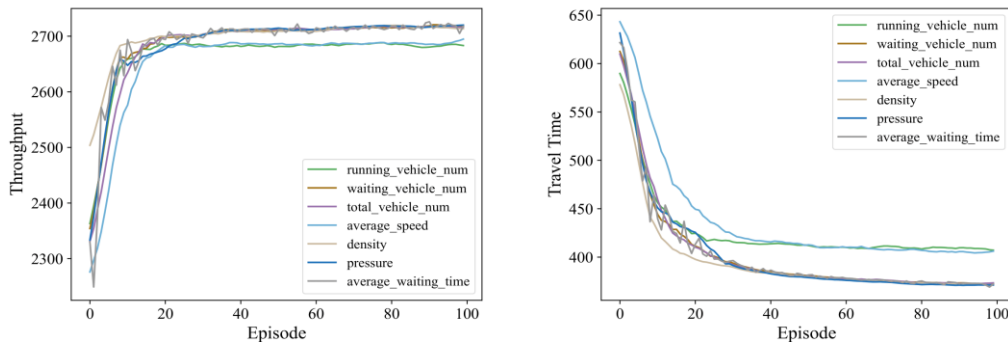 2700
2600
2500
2400
2300
Throughput
0
20
40
60
80
100
Episode
running_vehicle_num
waiting_vehicle_num
total_vehicle_num
average_speed
density
pressure
average_waiting_time
650
600
550
500
450
400
Travel Time
0
20
40
60
80
100
Episode
running_vehicle_num
waiting_vehicle_num
total_vehicle_num
average_speed
density
pressure
average_waiting_time